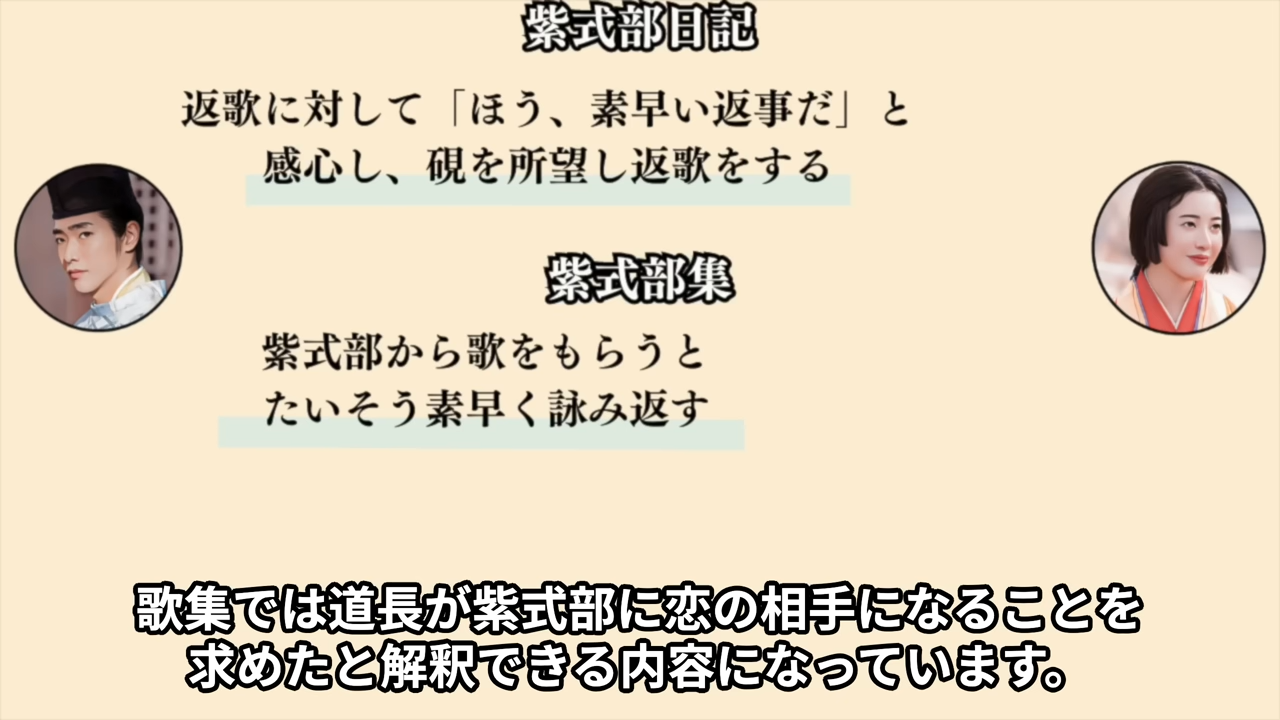 紫式部日記
返歌に対して「ほう、素早い返事だ」と
感心し、硯を所望し返歌をする
紫式部集
紫式部から歌をもらうと
たいそう素早く詠み返す
歌集では道長が紫式部に恋の相手になることを
求めたと解釈できる内容になっています。